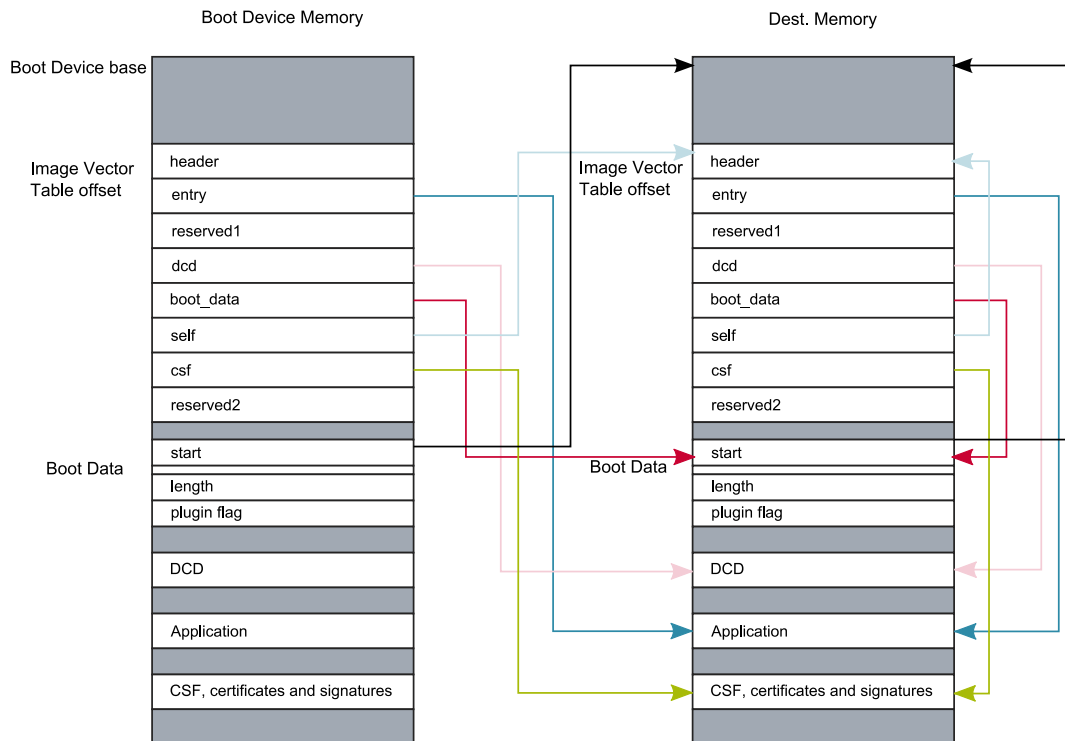 Boot Device Memory
Boot Device base
Image Vector
Table offset
header
entry
reserved1
dcd
boot_data
self
csf
reserved2
Boot Data
start
length
plugin flag
DCD
Application
CSF, certificates and signatures
Dest. Memory
Image Vector
Table offset
header
entry
reserved1
dcd
boot_data
self
csf
reserved2
Boot Data
start
length
plugin flag
DCD
Application
CSF, certificates and signatures